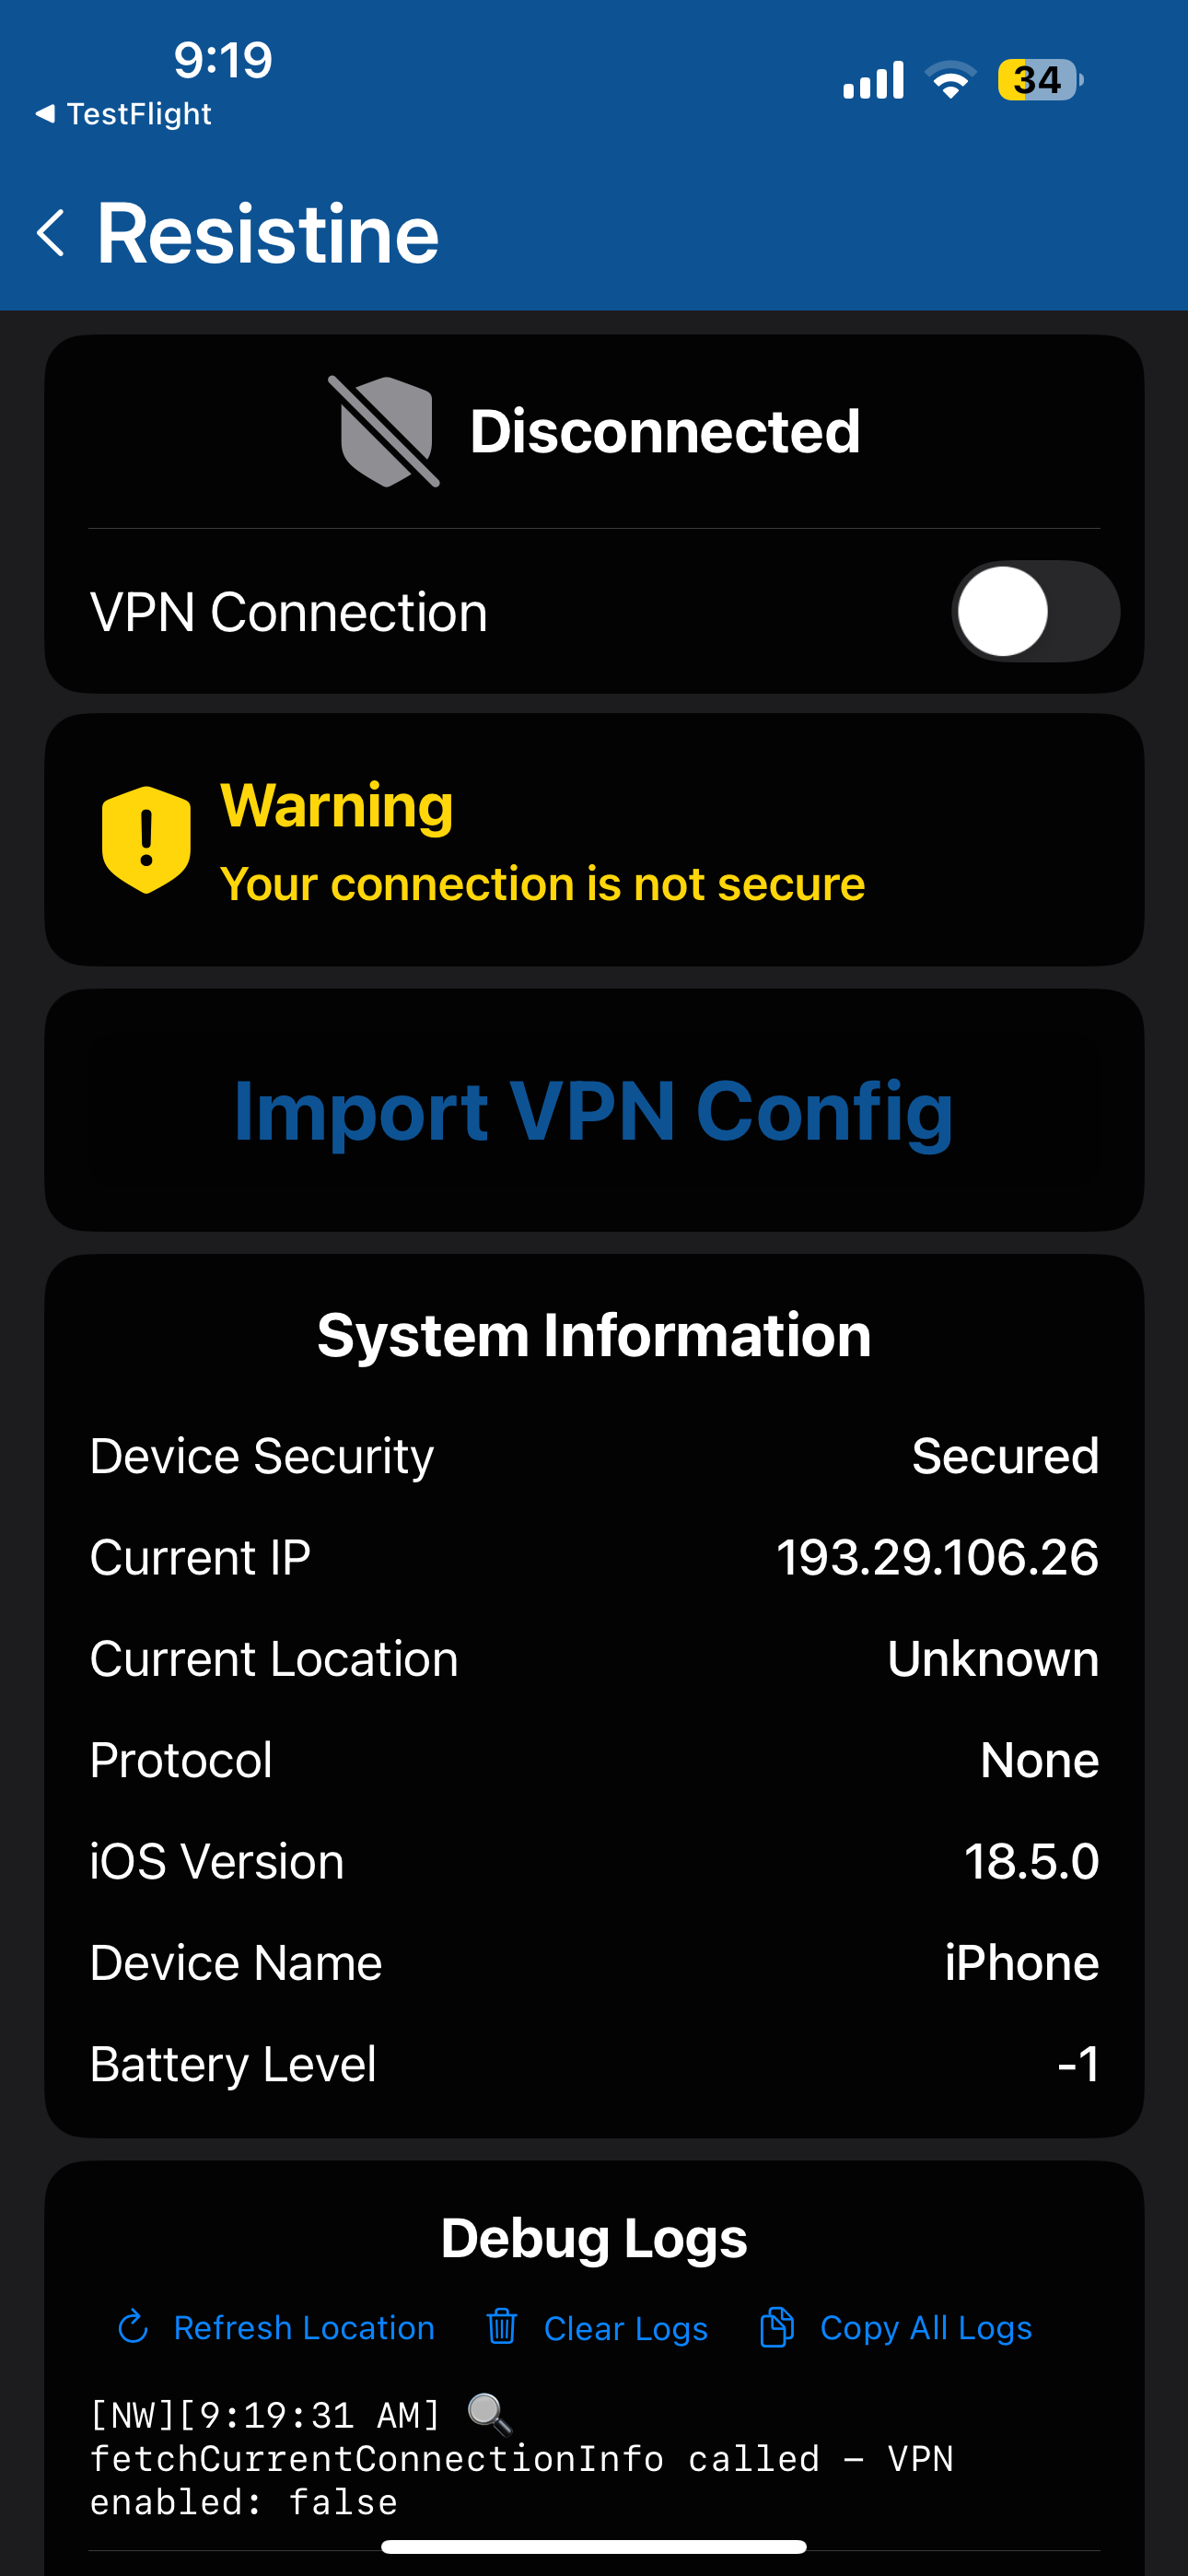 9:19
34
◀ TestFlight
Resistine
Disconnected
VPN Connection
Warning
Your connection is not secure
Import VPN Config
System Information
Device Security Secured
Current IP 193.29.106.26
Current Location Unknown
Protocol None
iOS Version 18.5.0
Device Name iPhone
Battery Level -1
Debug Logs
Refresh Location Clear Logs Copy All Logs
[NW][9:19:31 AM] 🔍
fetchCurrentConnectionInfo called – VPN
enabled: false